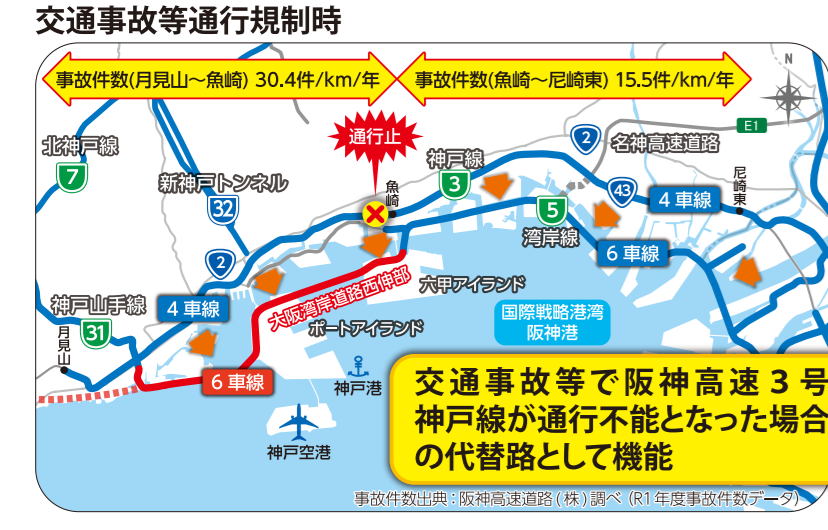 交通事故等通行規制時
事故件数(月見山～魚崎) 30.4件/km/年
事故件数(魚崎～尼崎東) 15.5件/km/年
N
E1
通行止
2
名神高速道路
北神戸線
7
神戸線
3
新神戸トンネル
32
魚崎
43
4車線
尼崎東
5
湾岸線
6車線
2
六甲アイランド
大阪湾岸道路西伸部
神戸山手線
31
4車線
月見山
ポートアイランド
国際戦略港湾
阪神港
6車線
神戸港
神戸空港
交通事故等で阪神高速3号
神戸線が通行不能となった場合
の代替路として機能
事故件数出典：阪神高速道路(株)調べ（R1年度事故件数データ）